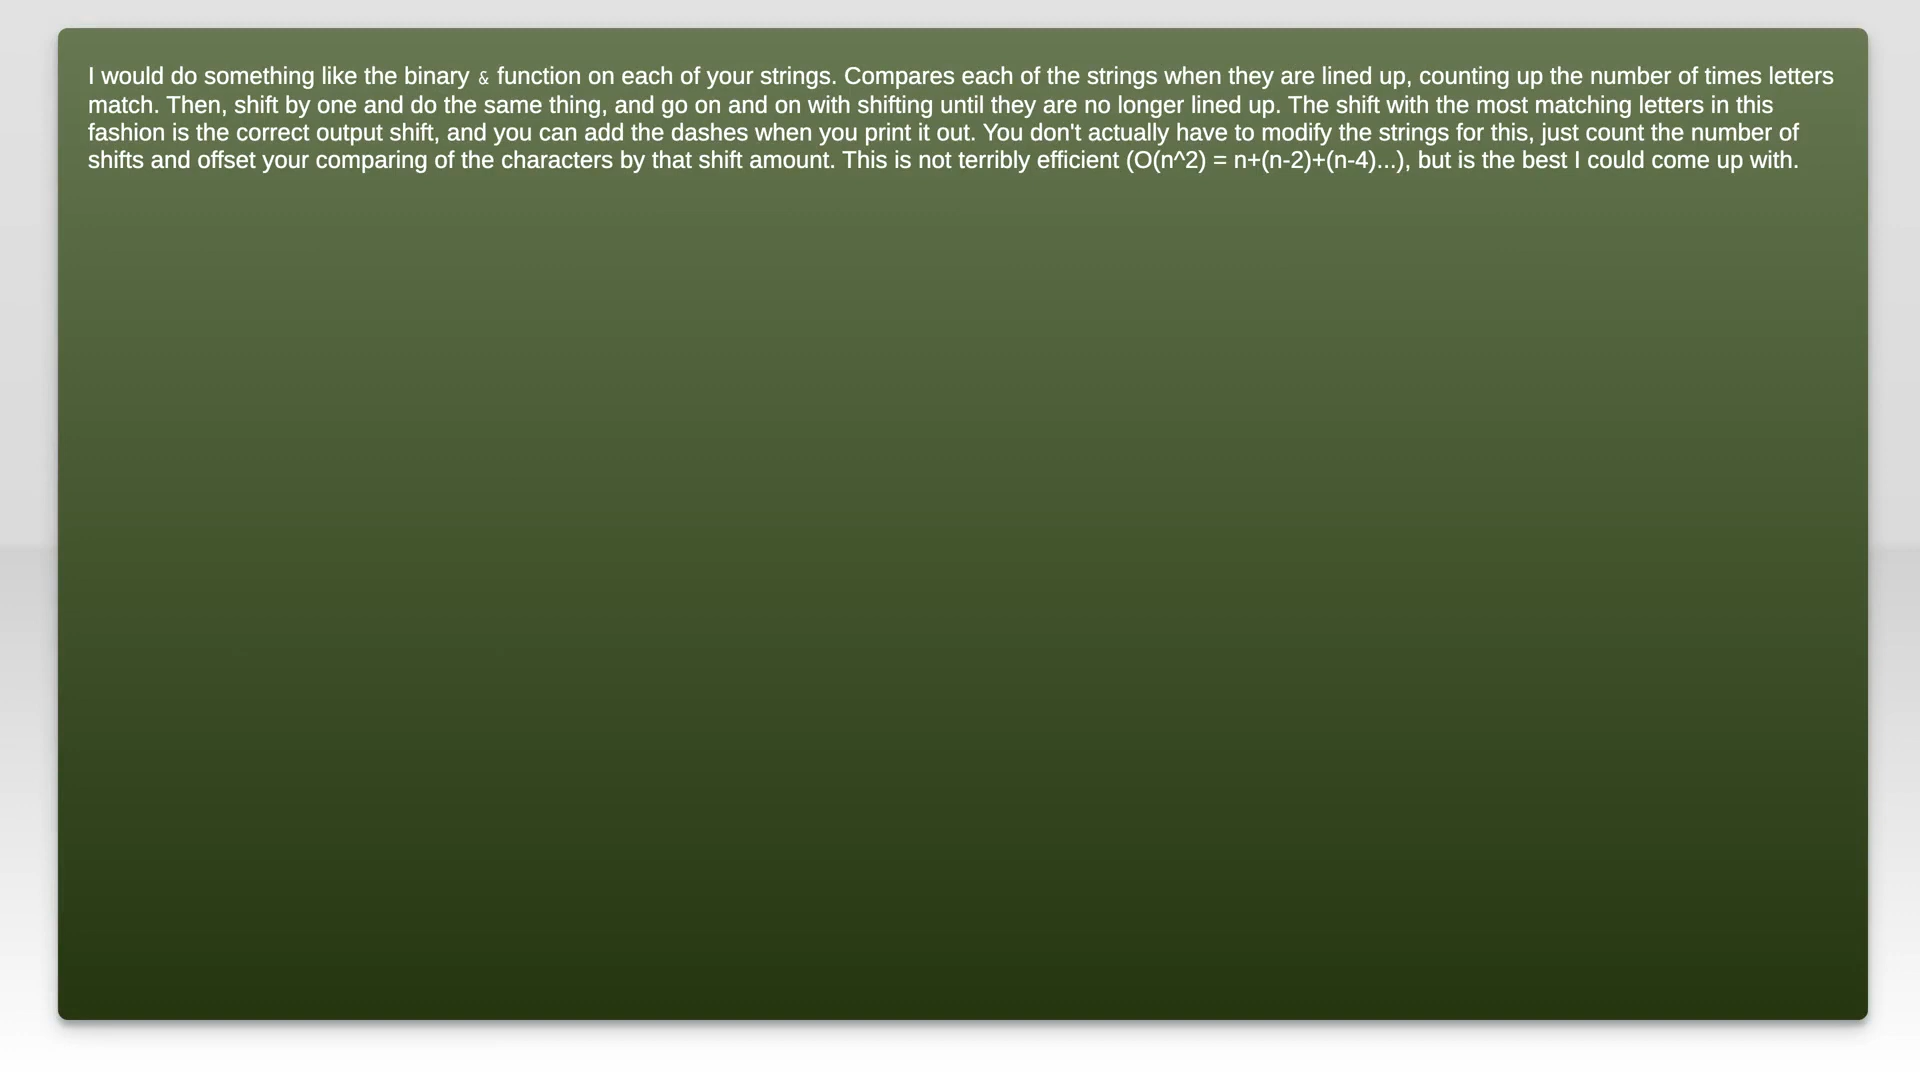 I would do something like the binary & function on each of your strings. Compares each of the strings when they are lined up, counting up the number of times letters
match. Then, shift by one and do the same thing, and go on and on with shifting until they are no longer lined up. The shift with the most matching letters in this
fashion is the correct output shift, and you can add the dashes when you print it out. You don't actually have to modify the strings for this, just count the number of
shifts and offset your comparing of the characters by that shift amount. This is not terribly efficient (O(n^2) = n+(n-2)+(n-4)...), but is the best I could come up with.